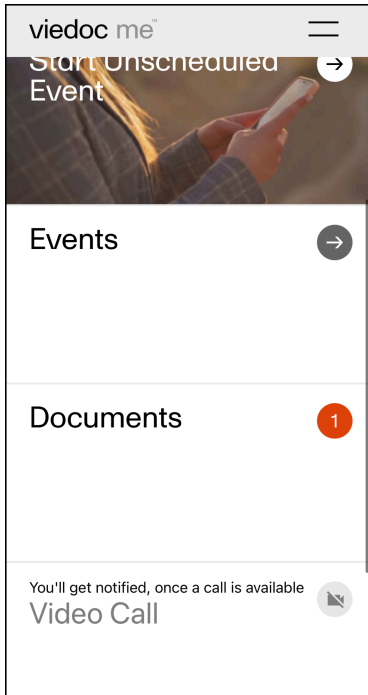 viedoc me™
Start Unscheduled
Event
Events
Documents
1
You'll get notified, once a call is available
Video Call